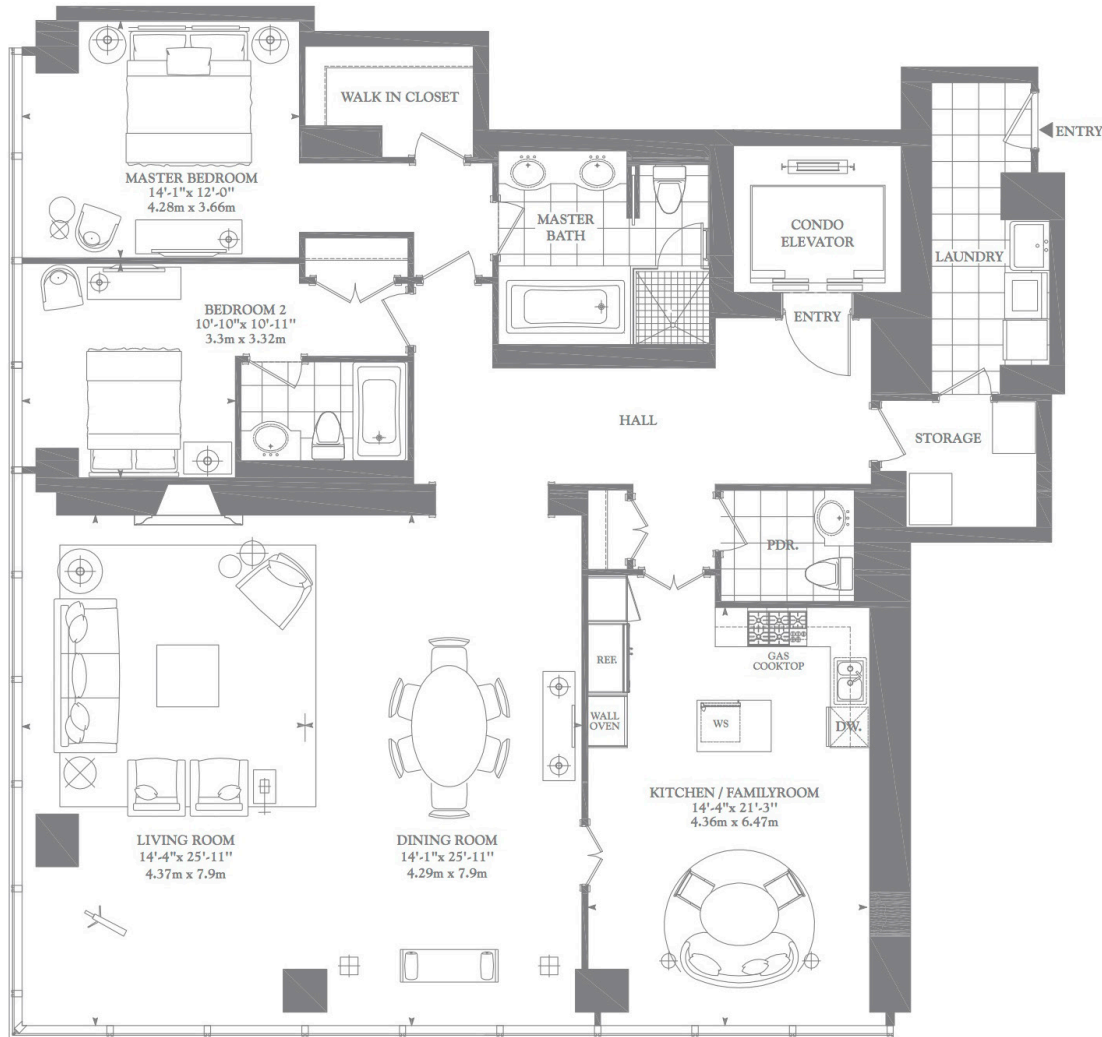 WALK IN CLOSET
ENTRY
MASTER BEDROOM
14'-1"x 12'-0"
4.28m x 3.66m
MASTER
BATH
CONDO
ELEVATOR
LAUNDRY
BEDROOM 2
10'-10"x 10'-11"
3.3m x 3.32m
ENTRY
HALL
STORAGE
PDR.
REF.
GAS
COOKTOP
WALL
OVEN
WS
DW.
KITCHEN / FAMILYROOM
14'-4"x 21'-3"
4.36m x 6.47m
LIVING ROOM
14'-4"x 25'-11"
4.37m x 7.9m
DINING ROOM
14'-1"x 25'-11"
4.29m x 7.9m